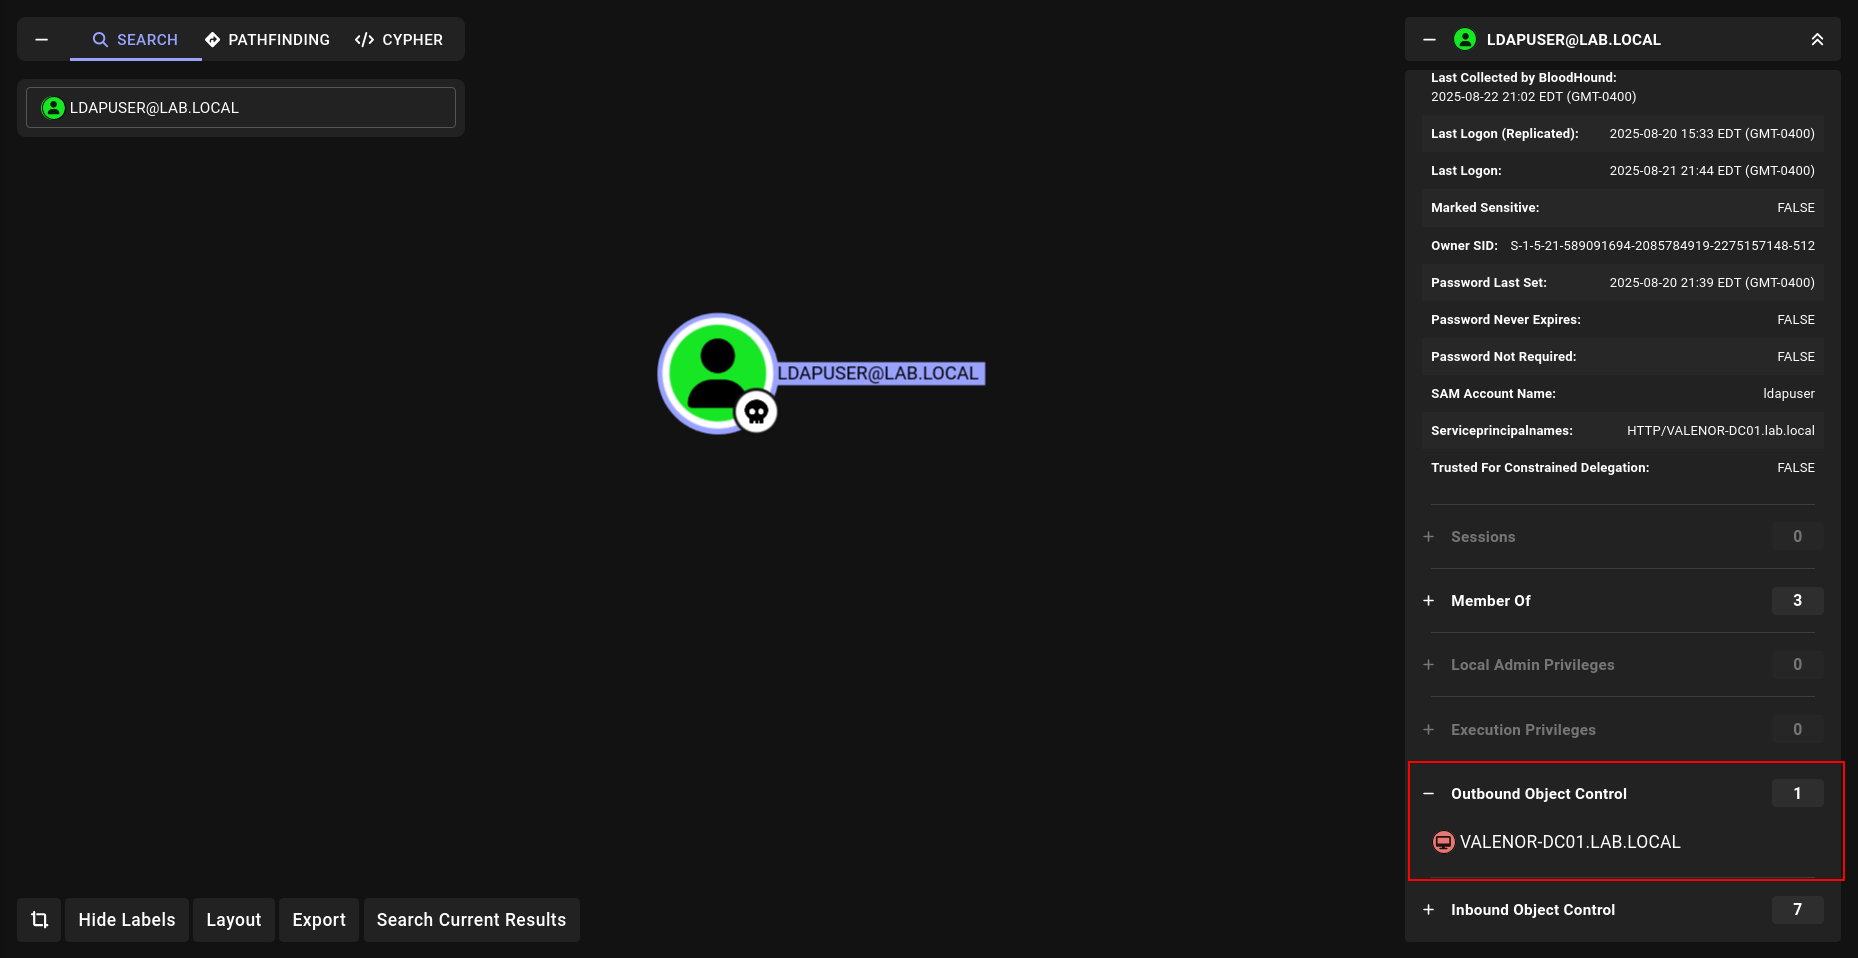 SEARCH PATHFINDING CYPHER
LDAPUSER@LAB.LOCAL
LDAPUSER@LAB.LOCAL
Hide Labels Layout Export Search Current Results
LDAPUSER@LAB.LOCAL
Last Collected by BloodHound:
2025-08-22 21:02 EDT (GMT-0400)
Last Logon (Replicated): 2025-08-20 15:33 EDT (GMT-0400)
Last Logon: 2025-08-21 21:44 EDT (GMT-0400)
Marked Sensitive: FALSE
Owner SID: S-1-5-21-589091694-2085784919-2275157148-512
Password Last Set: 2025-08-20 21:39 EDT (GMT-0400)
Password Never Expires: FALSE
Password Not Required: FALSE
SAM Account Name: ldapuser
Serviceprincipalnames: HTTP/VALENOR-DC01.lab.local
Trusted For Constrained Delegation: FALSE
+ Sessions 0
+ Member Of 3
+ Local Admin Privileges 0
+ Execution Privileges 0
− Outbound Object Control 1
VALENOR-DC01.LAB.LOCAL
+ Inbound Object Control 7